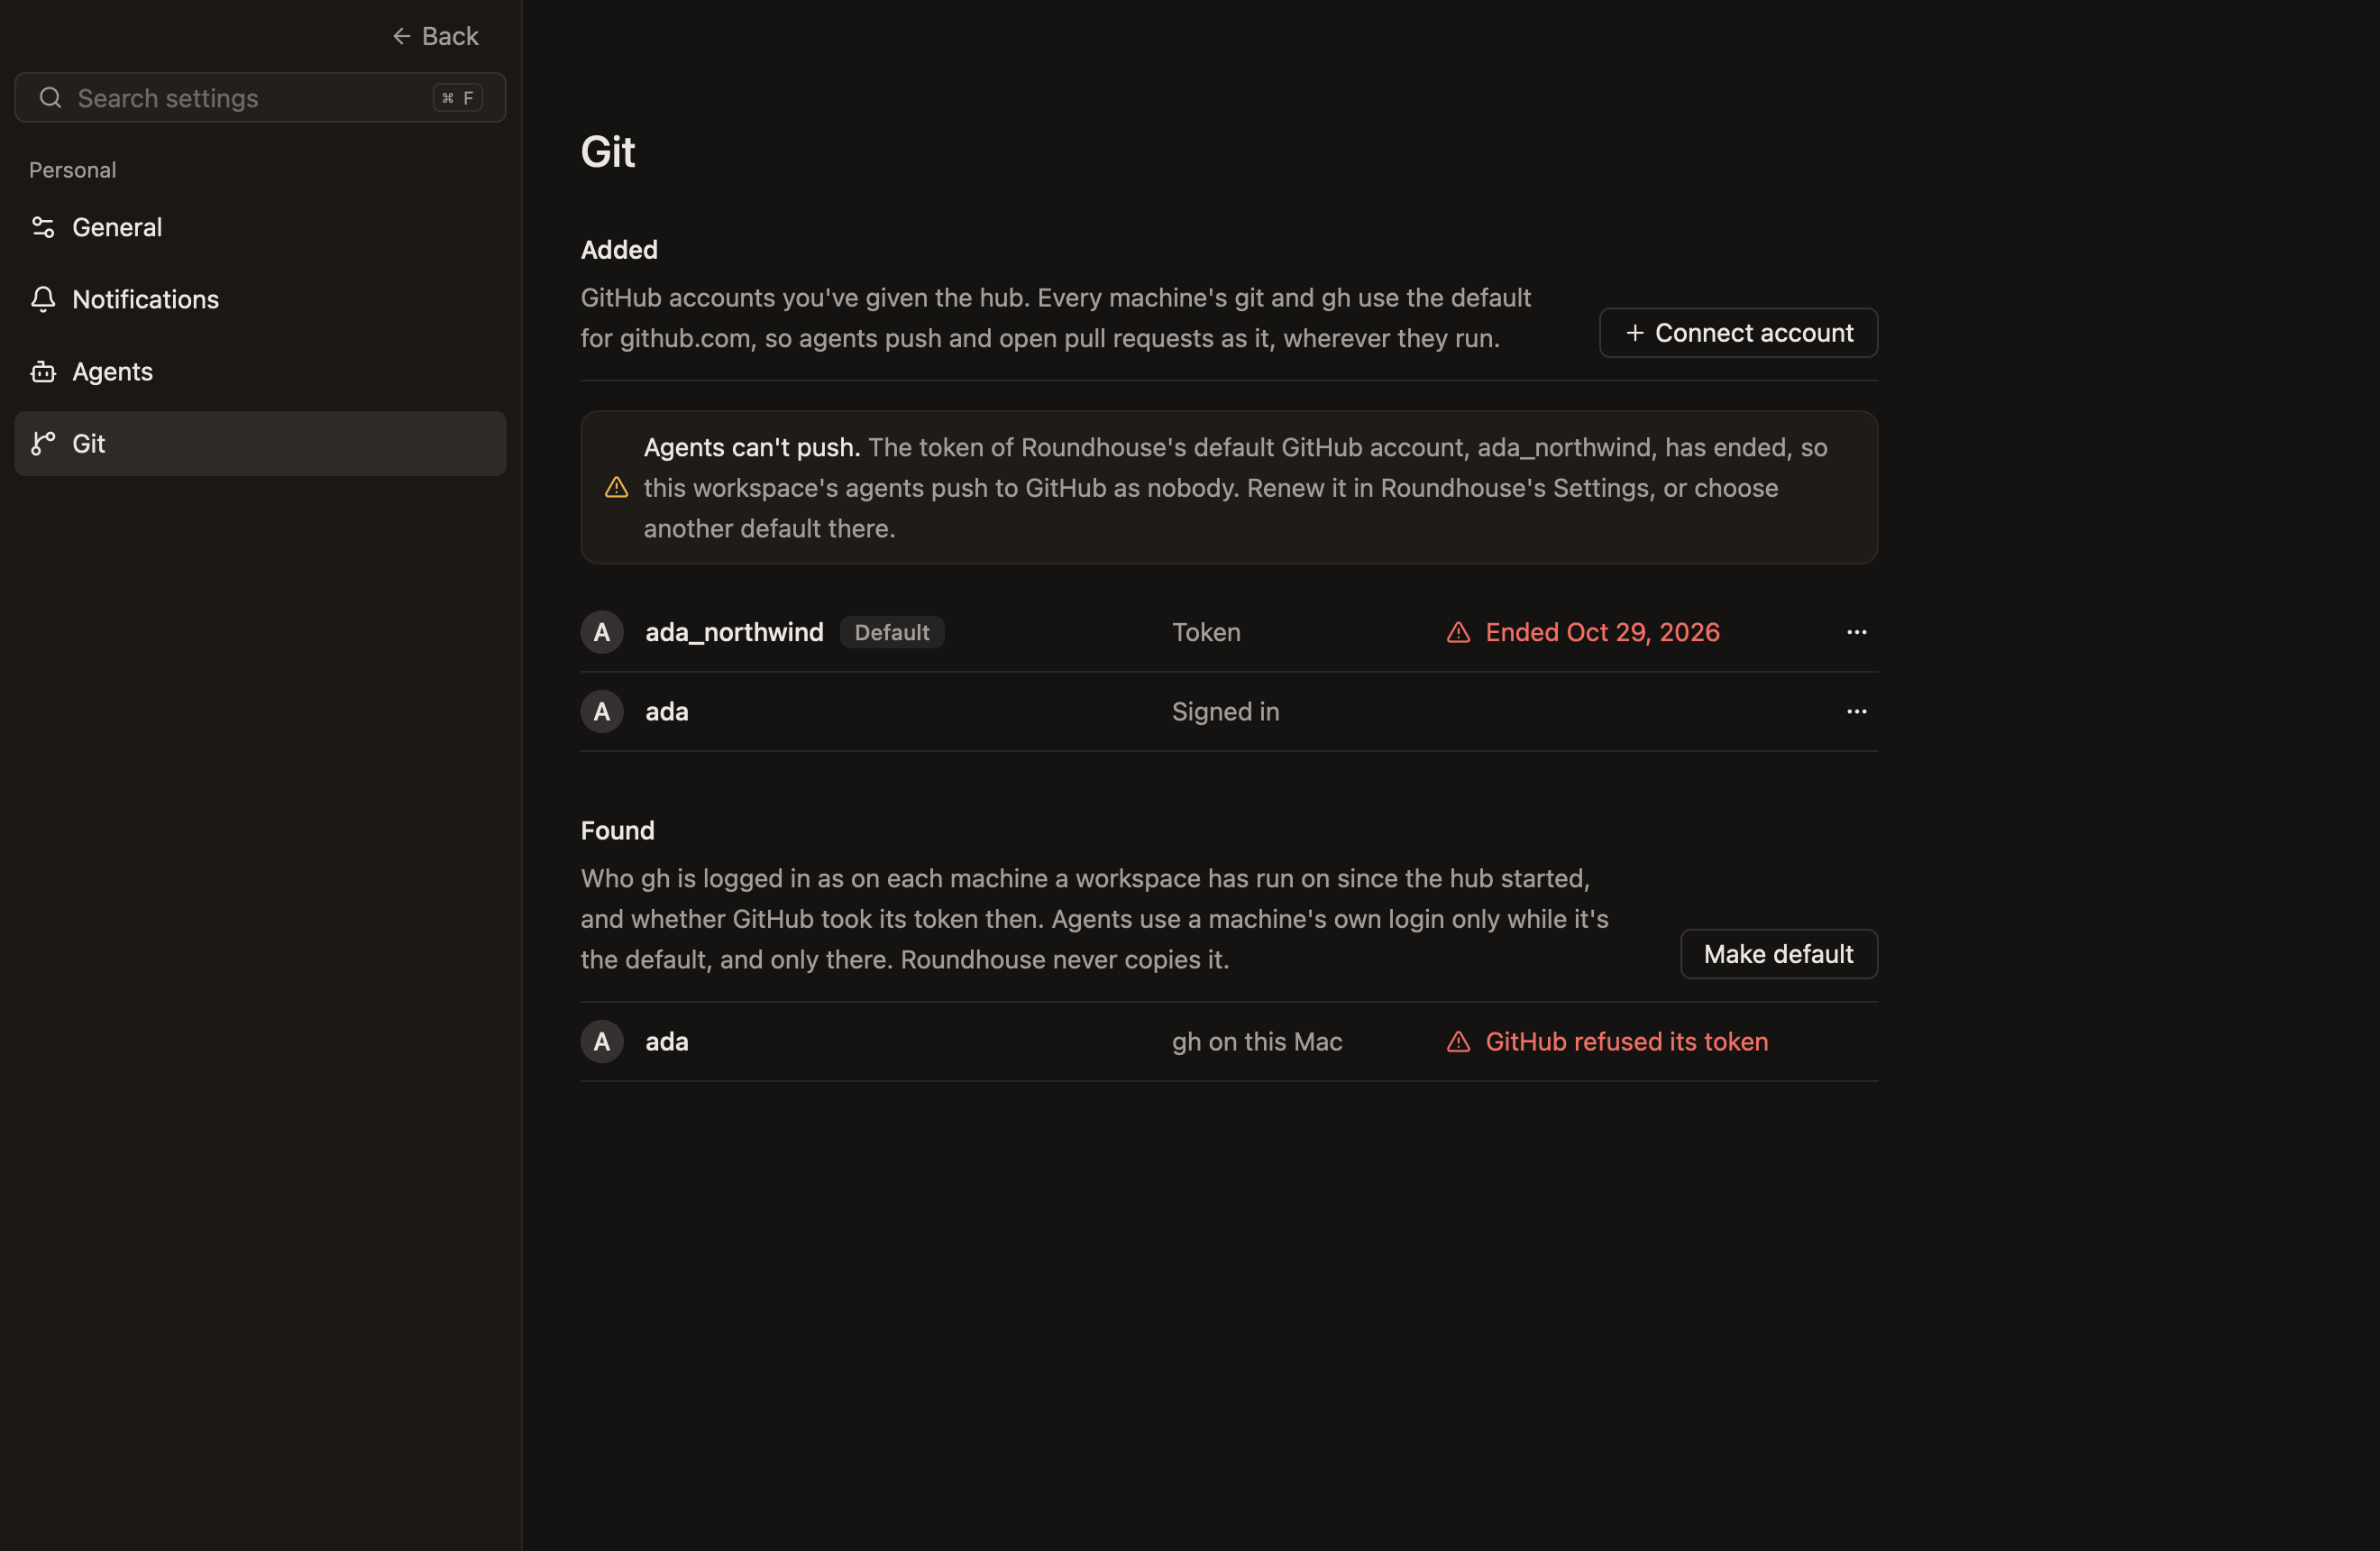 Back
Search settings
⌘ F
Personal
General
Notifications
Agents
Git
Git
Added
GitHub accounts you've given the hub. Every machine's git and gh use the default
for github.com, so agents push and open pull requests as it, wherever they run.
Connect account
Agents can't push. The token of Roundhouse's default GitHub account, ada_northwind, has ended, so
this workspace's agents push to GitHub as nobody. Renew it in Roundhouse's Settings, or choose
another default there.
A ada_northwind Default Token Ended Oct 29, 2026
A ada Signed in
Found
Who gh is logged in as on each machine a workspace has run on since the hub started,
and whether GitHub took its token then. Agents use a machine's own login only while it's
the default, and only there. Roundhouse never copies it.
Make default
A ada gh on this Mac GitHub refused its token